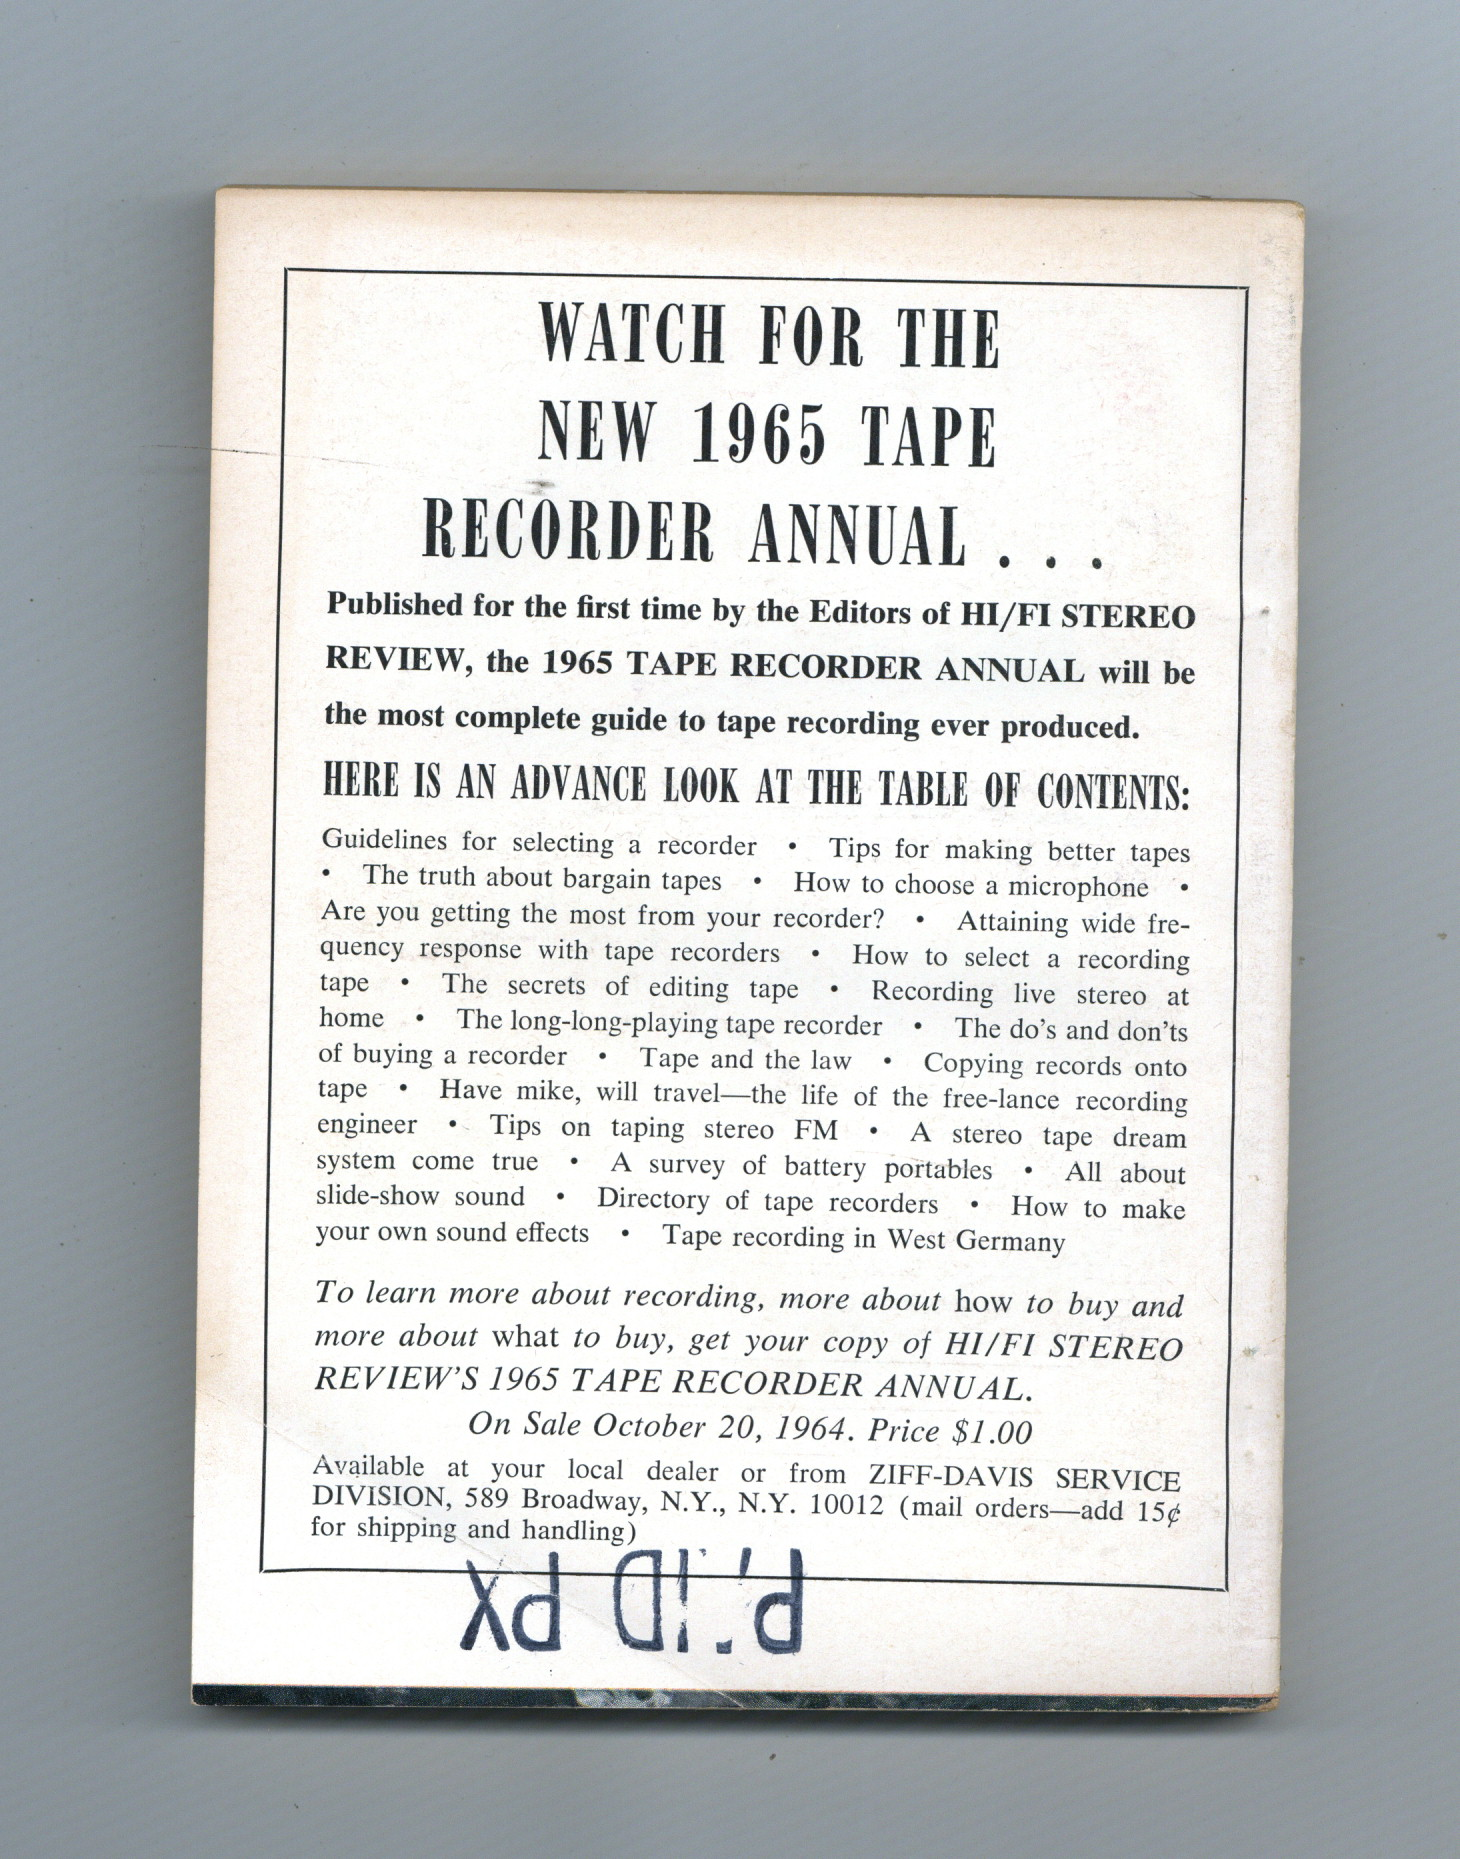 WATCH FOR THE
NEW 1965 TAPE
RECORDER ANNUAL . . .
Published for the first time by the Editors of HI/FI STEREO
REVIEW, the 1965 TAPE RECORDER ANNUAL will be
the most complete guide to tape recording ever produced.
HERE IS AN ADVANCE LOOK AT THE TABLE OF CONTENTS:
Guidelines for selecting a recorder • Tips for making better tapes
• The truth about bargain tapes • How to choose a microphone •
Are you getting the most from your recorder? • Attaining wide fre-
quency response with tape recorders • How to select a recording
tape • The secrets of editing tape • Recording live stereo at
home • The long-long-playing tape recorder • The do's and don'ts
of buying a recorder • Tape and the law • Copying records onto
tape • Have mike, will travel—the life of the free-lance recording
engineer • Tips on taping stereo FM • A stereo tape dream
system come true • A survey of battery portables • All about
slide-show sound • Directory of tape recorders • How to make
your own sound effects • Tape recording in West Germany
To learn more about recording, more about how to buy and
more about what to buy, get your copy of HI/FI STEREO
REVIEW'S 1965 TAPE RECORDER ANNUAL.
On Sale October 20, 1964. Price $1.00
Available at your local dealer or from ZIFF-DAVIS SERVICE
DIVISION, 589 Broadway, N.Y., N.Y. 10012 (mail orders—add 15¢
for shipping and handling)